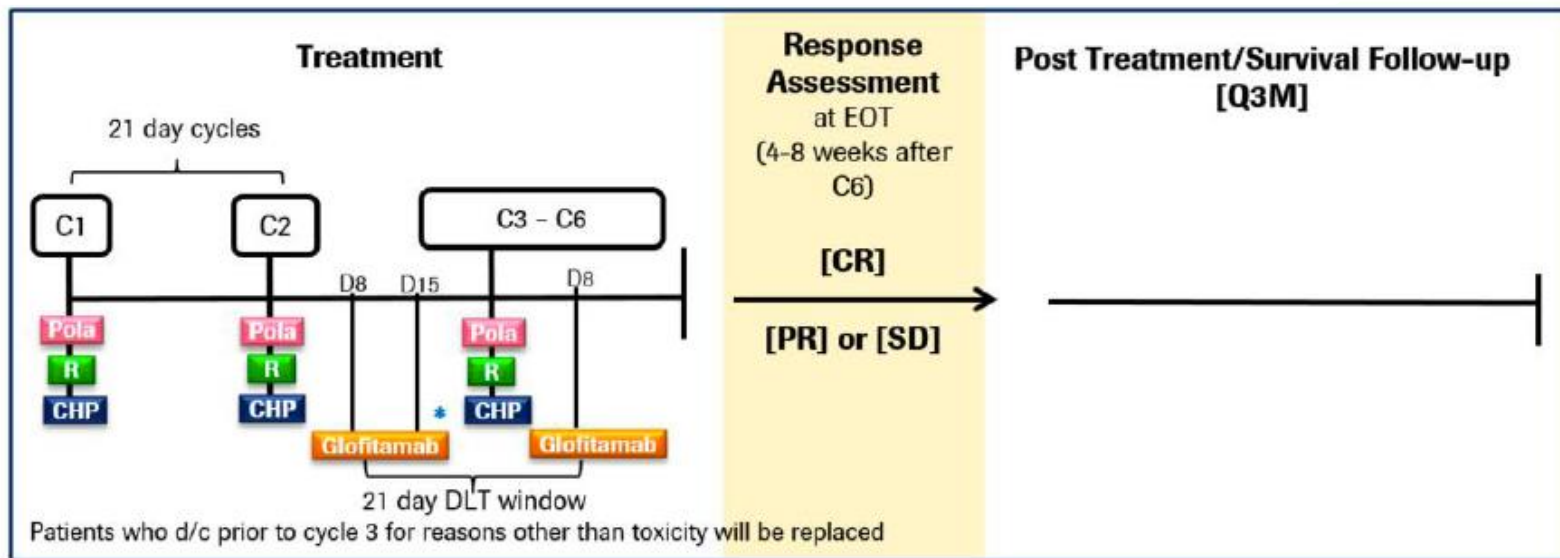 Treatment
21 day cycles
C1
C2
C3 – C6
D8
D15
D8
Pola
R
CHP
Pola
R
CHP
*
Pola
R
CHP
Glofitamab
Glofitamab
21 day DLT window
Patients who d/c prior to cycle 3 for reasons other than toxicity will be replaced
Response
Assessment
at EOT
(4-8 weeks after
C6)
[CR]
[PR] or [SD]
Post Treatment/Survival Follow-up
[Q3M]